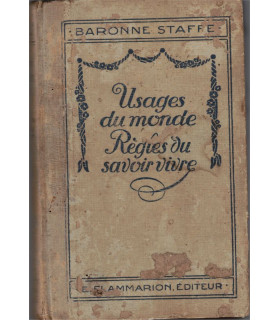 BARONNE STAFFE
Usages
du monde
Règles du
savoir vivre
E. FLAMMARION, ÉDITEUR